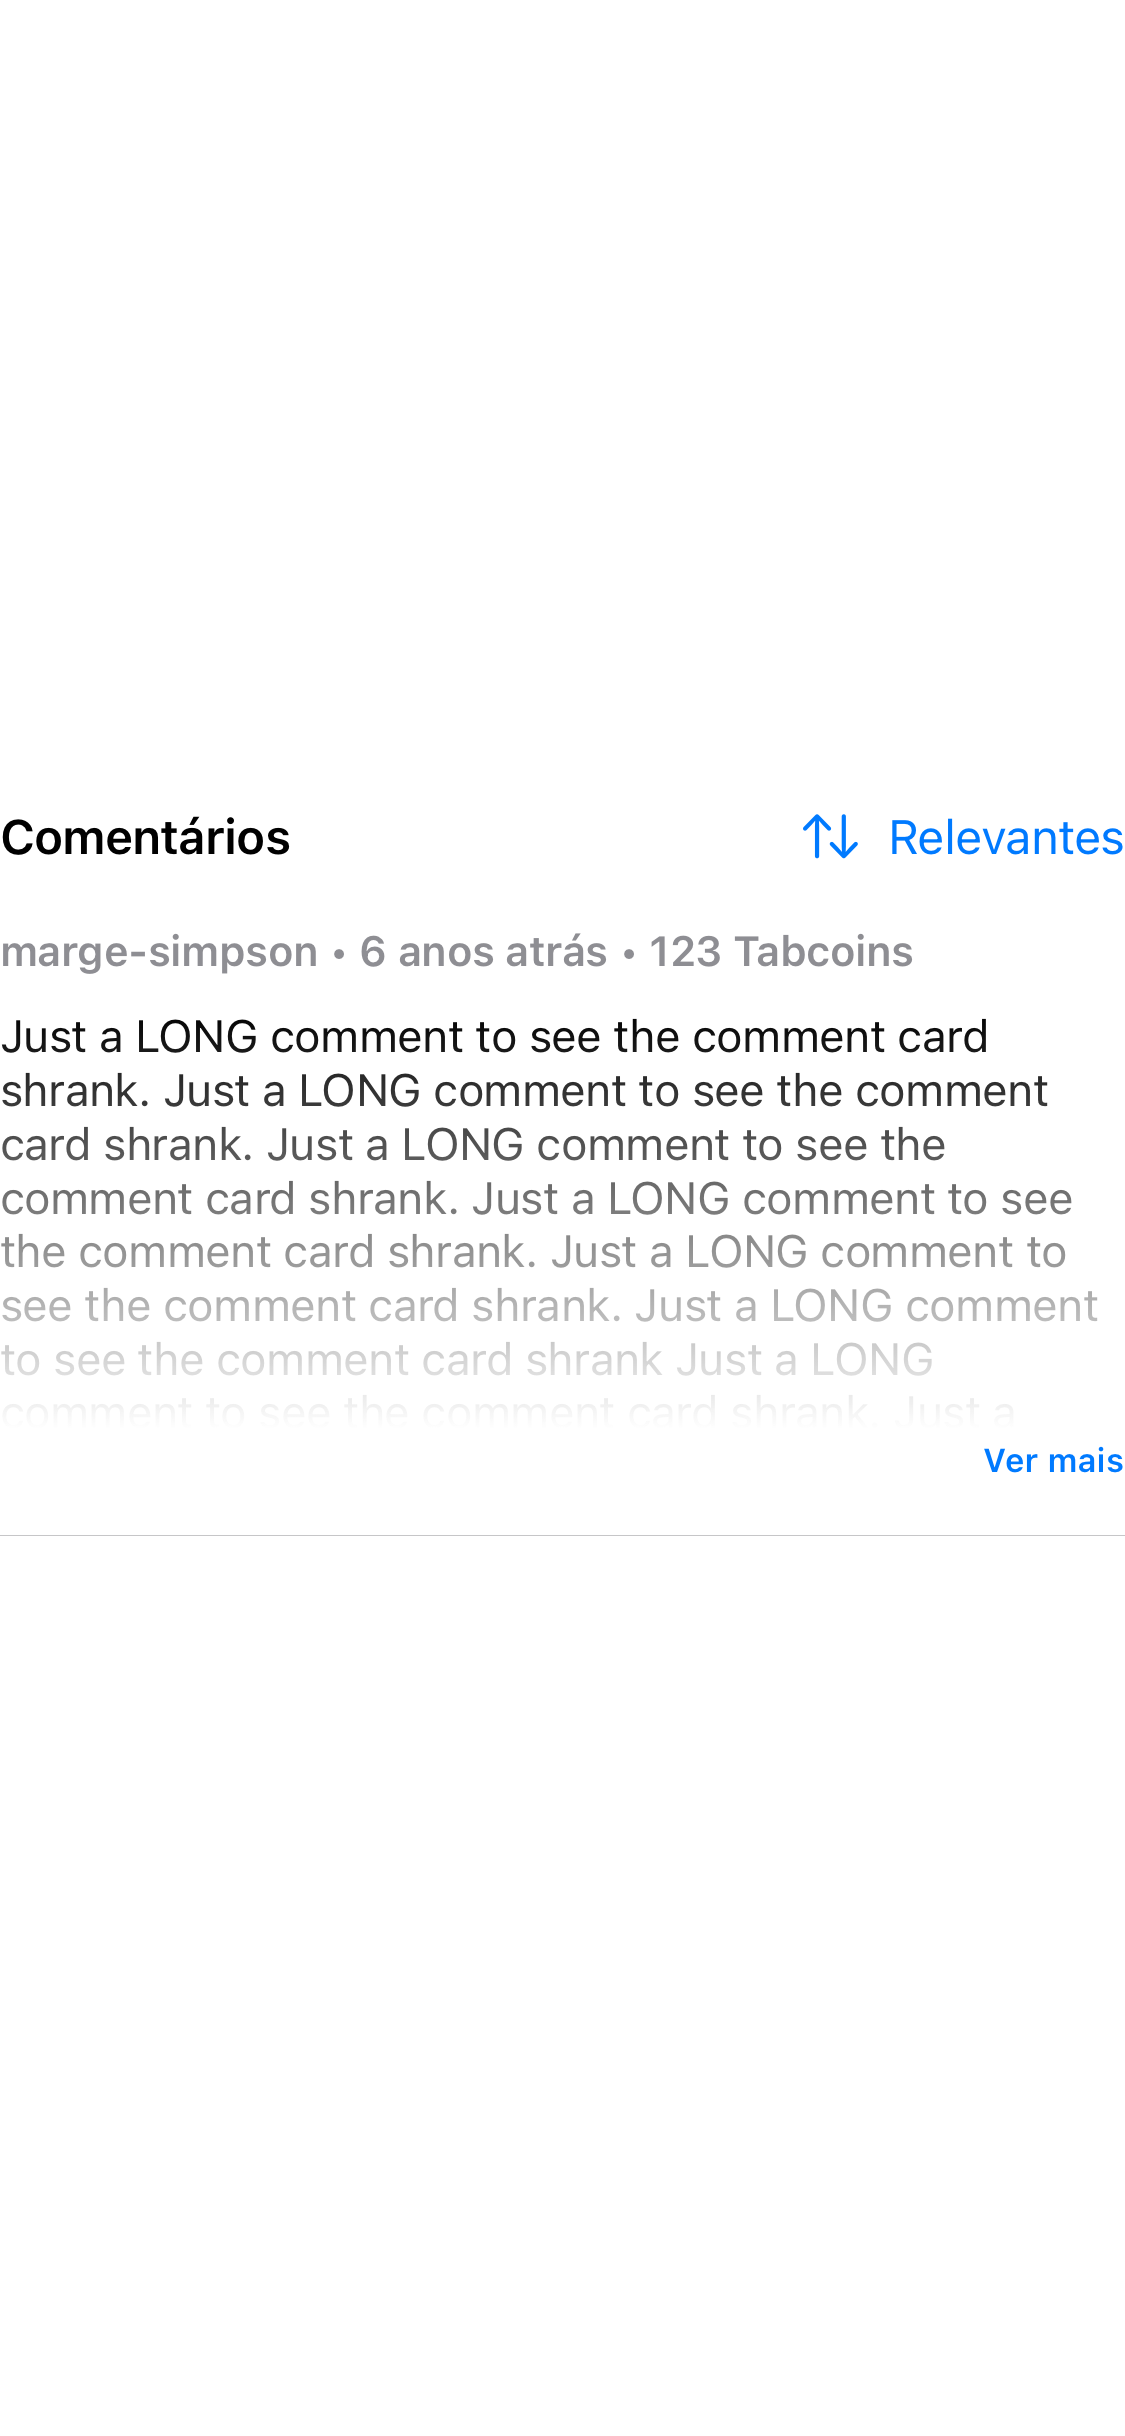 Comentários
Relevantes
marge-simpson • 6 anos atrás • 123 Tabcoins
Just a LONG comment to see the comment card
shrank. Just a LONG comment to see the comment
card shrank. Just a LONG comment to see the
comment card shrank. Just a LONG comment to see
the comment card shrank. Just a LONG comment to
see the comment card shrank. Just a LONG comment
to see the comment card shrank Just a LONG
comment to see the comment card shrank. Just a
Ver mais